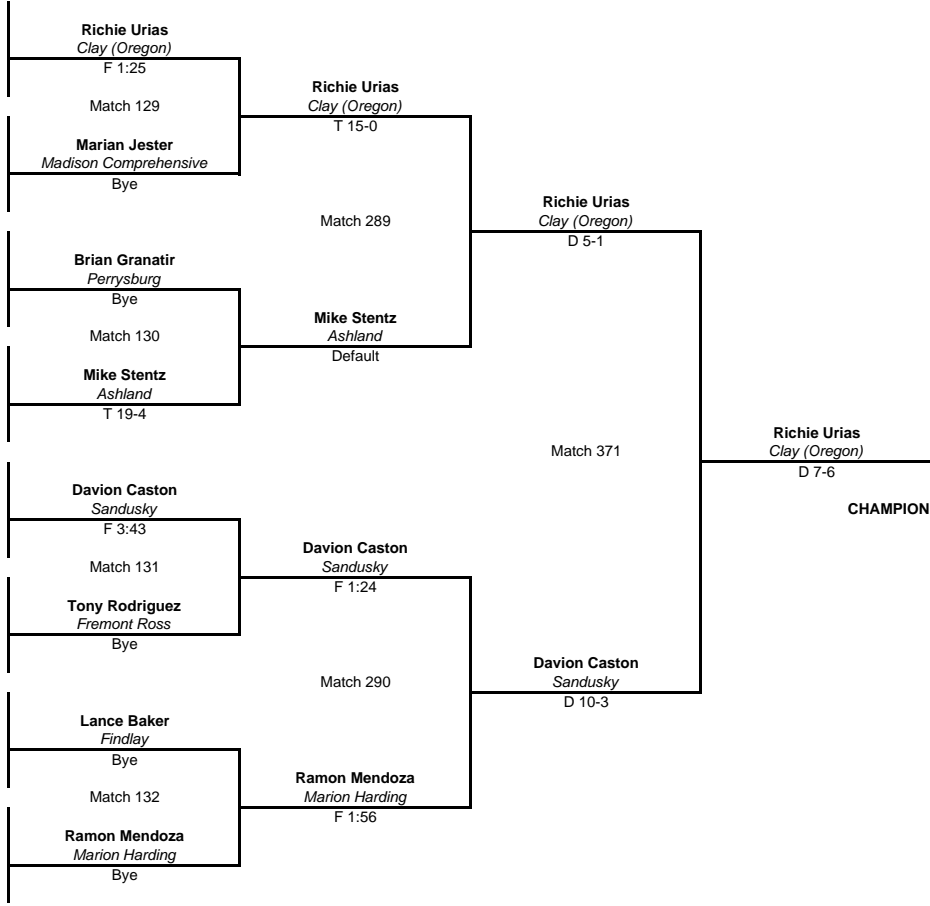 Richie Urias
Clay (Oregon)
F 1:25
Match 129
Marian Jester
Madison Comprehensive
Bye
Brian Granatir
Perrysburg
Bye
Match 130
Mike Stentz
Ashland
T 19-4
Davion Caston
Sandusky
F 3:43
Match 131
Tony Rodriguez
Fremont Ross
Bye
Lance Baker
Findlay
Bye
Match 132
Ramon Mendoza
Marion Harding
Bye
Richie Urias
Clay (Oregon)
T 15-0
Match 289
Mike Stentz
Ashland
Default
Davion Caston
Sandusky
F 1:24
Match 290
Ramon Mendoza
Marion Harding
F 1:56
Richie Urias
Clay (Oregon)
D 5-1
Match 371
Davion Caston
Sandusky
D 10-3
Richie Urias
Clay (Oregon)
D 7-6
CHAMPION